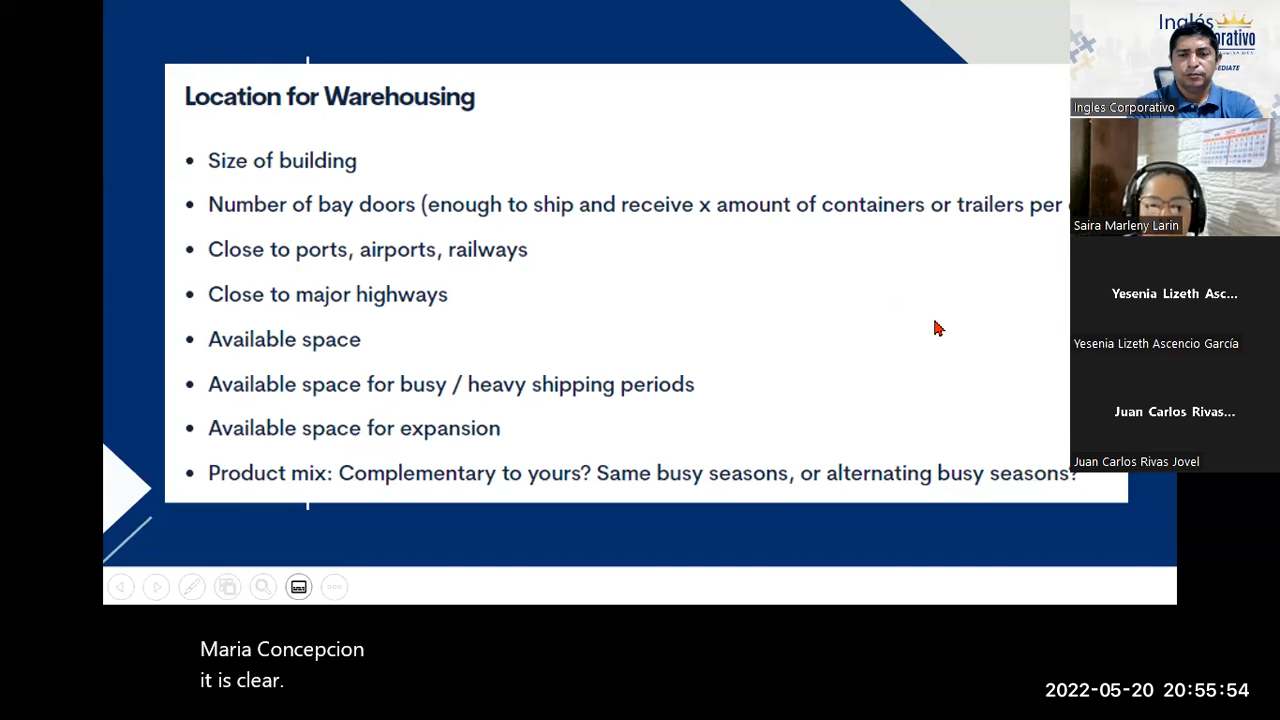 Location for Warehousing
• Size of building
• Number of bay doors (enough to ship and receive x amount of containers or trailers per
• Close to ports, airports, railways
• Close to major highways
• Available space
• Available space for busy / heavy shipping periods
• Available space for expansion
• Product mix: Complementary to yours? Same busy seasons, or alternating busy seasons?
Inglés
orativo
EDIATE
Ingles Corporativo
Saira Marleny Larin
Yesenia Lizeth Asc...
Yesenia Lizeth Ascencio García
Juan Carlos Rivas...
Juan Carlos Rivas Jovel
Maria Concepcion
it is clear.
2022-05-20 20:55:54